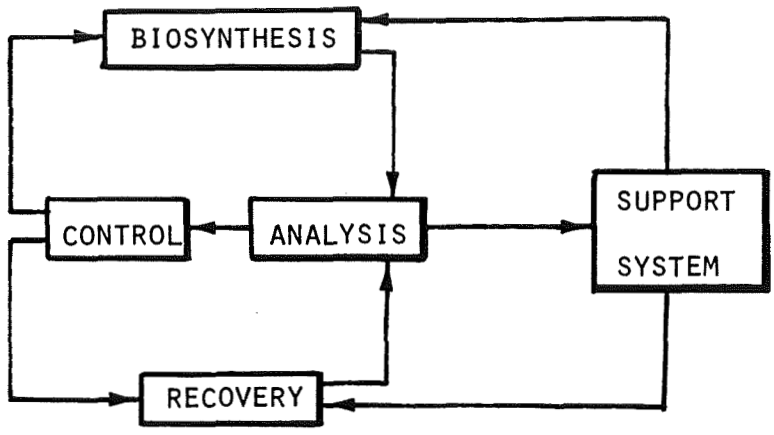 BIOSYNTHESIS
SUPPORT
SYSTEM
CONTROL
ANALYSIS
RECOVERY